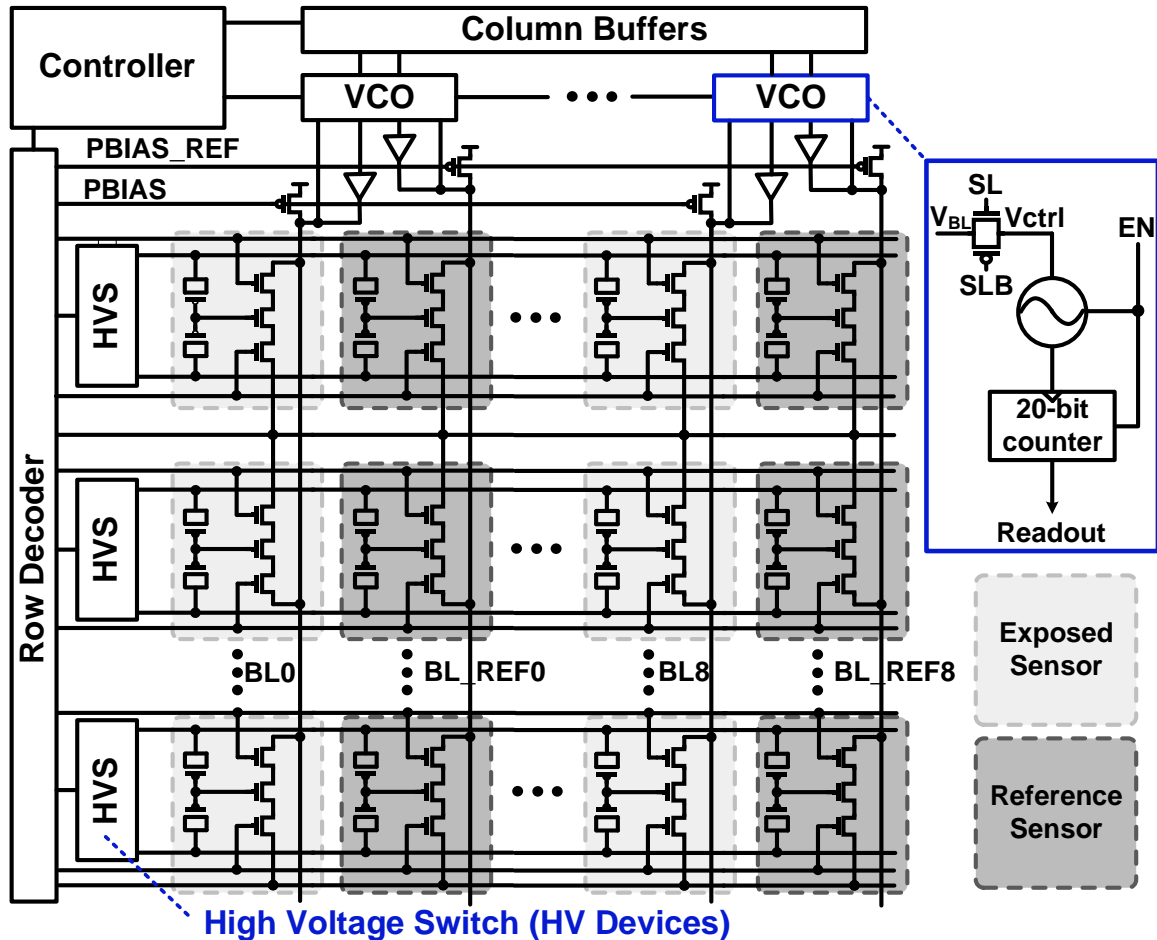 Controller
Column Buffers
VCO
VCO
PBIAS_REF
PBIAS
SL
VBL
Vctrl
EN
SLB
20-bit
counter
Readout
Row Decoder
HVS
HVS
HVS
BL0
BL_REF0
BL8
BL_REF8
Exposed
Sensor
Reference
Sensor
High Voltage Switch (HV Devices)